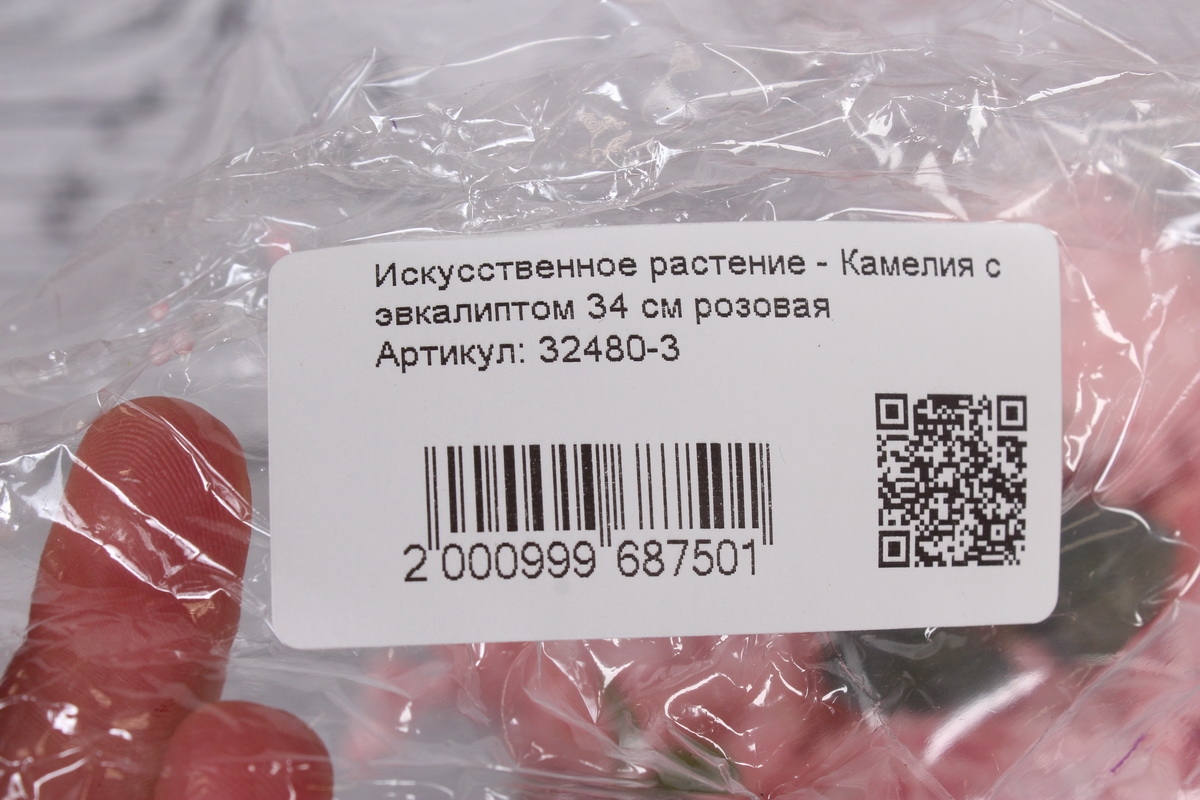 Искусственное растение - Камелия с
эвкалиптом 34 см розовая
Артикул: 32480-3
2 000999 687501